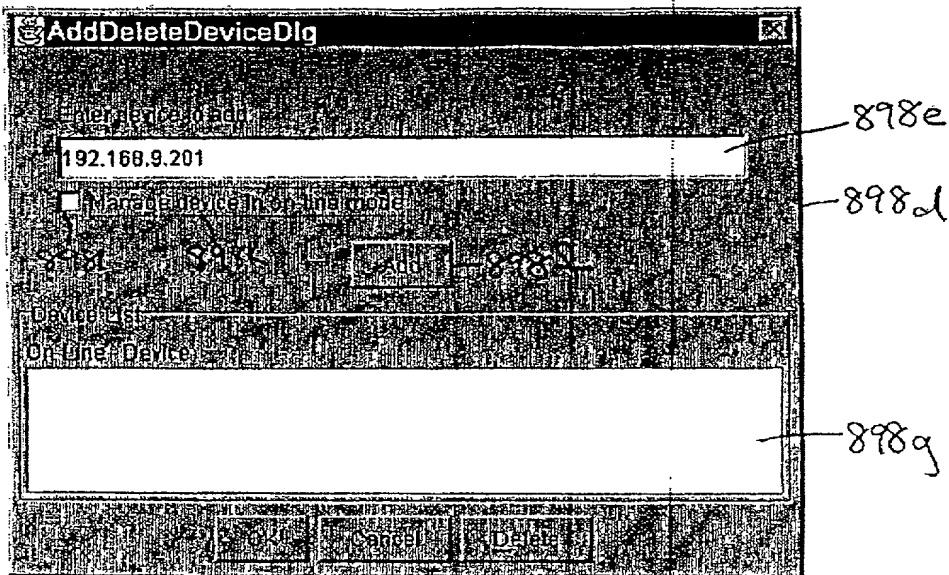 AddDeleteDeviceDlg
Enter device to add
898e
192.168.9.201
Manage device in on-line mode
898d
Add
Device List
On-Line Device
898g
OK
Cancel
Delete